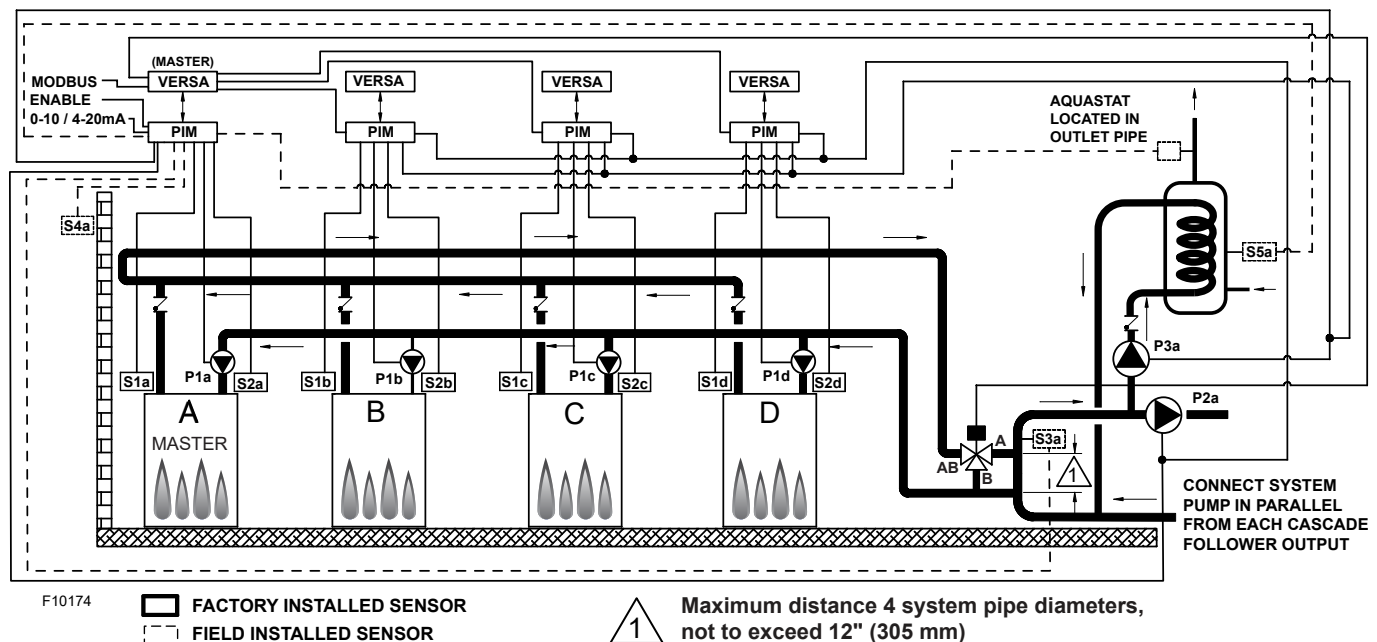 (MASTER)
VERSA
VERSA
VERSA
VERSA
MODBUS
ENABLE
0-10 / 4-20mA
PIM
PIM
PIM
PIM
AQUASTAT
LOCATED IN
OUTLET PIPE
S4a
S5a
P3a
P2a
S1a
P1a
S2a
S1b
P1b
S2b
S1c
P1c
S2c
S1d
P1d
S2d
A
MASTER
B
C
D
A
AB
B
S3a
1
CONNECT SYSTEM
PUMP IN PARALLEL
FROM EACH CASCADE
FOLLOWER OUTPUT
F10174
FACTORY INSTALLED SENSOR
FIELD INSTALLED SENSOR
1
Maximum distance 4 system pipe diameters,
not to exceed 12" (305 mm)